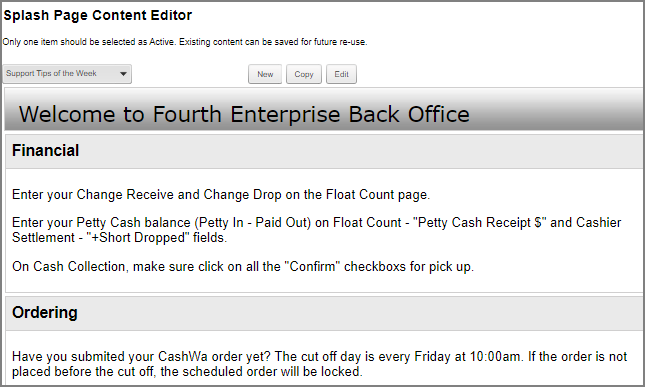 Splash Page Content Editor
Only one item should be selected as Active. Existing content can be saved for future re-use.
Support Tips of the Week
New Copy Edit
Welcome to Fourth Enterprise Back Office
Financial
Enter your Change Receive and Change Drop on the Float Count page.
Enter your Petty Cash balance (Petty In - Paid Out) on Float Count - "Petty Cash Receipt $" and Cashier
Settlement - "+Short Dropped" fields.
On Cash Collection, make sure click on all the "Confirm" checkboxs for pick up.
Ordering
Have you submited your CashWa order yet? The cut off day is every Friday at 10:00am. If the order is not
placed before the cut off, the scheduled order will be locked.